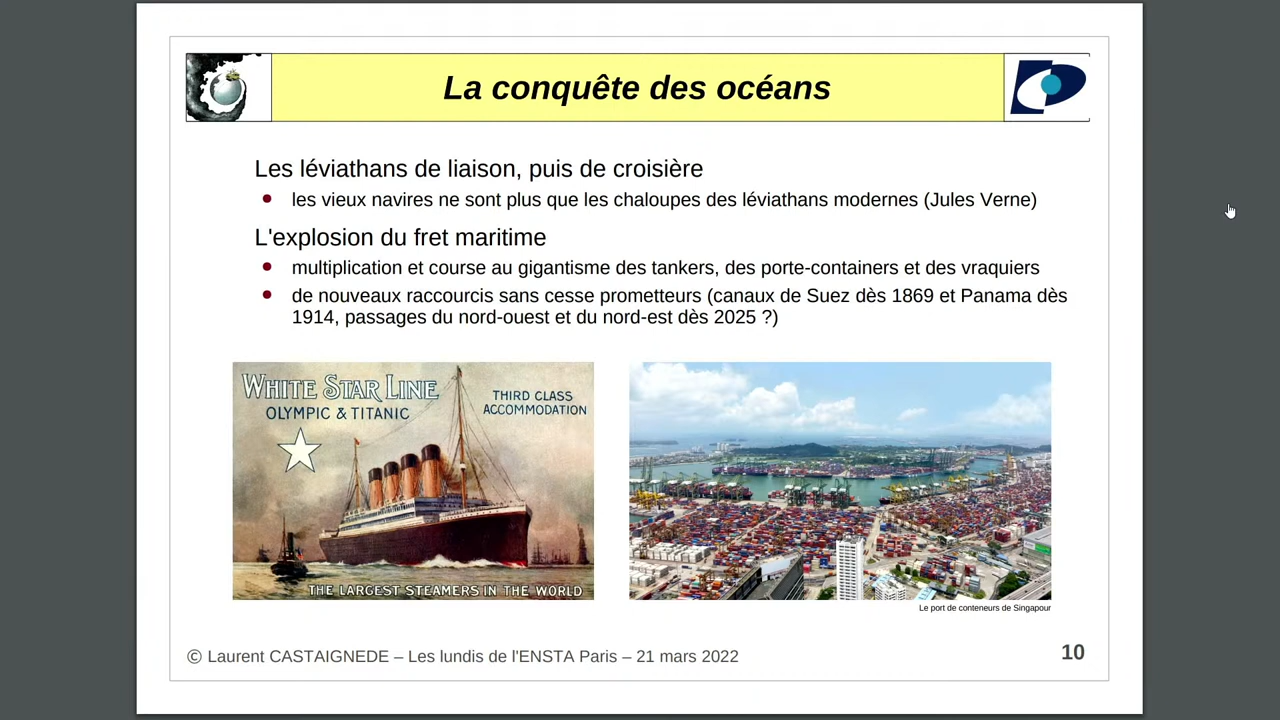 La conquête des océans
Les léviathans de liaison, puis de croisière
les vieux navires ne sont plus que les chaloupes des léviathans modernes (Jules Verne)
L'explosion du fret maritime
multiplication et course au gigantisme des tankers, des porte-containers et des vraquiers
de nouveaux raccourcis sans cesse prometteurs (canaux de Suez dès 1869 et Panama dès
1914, passages du nord-ouest et du nord-est dès 2025 ?)
WHITE STAR LINE
OLYMPIC & TITANIC
THIRD CLASS
ACCOMMODATION
THE LARGEST STEAMERS IN THE WORLD
Le port de conteneurs de Singapour
© Laurent CASTAIGNEDE – Les lundis de l'ENSTA Paris – 21 mars 2022
10